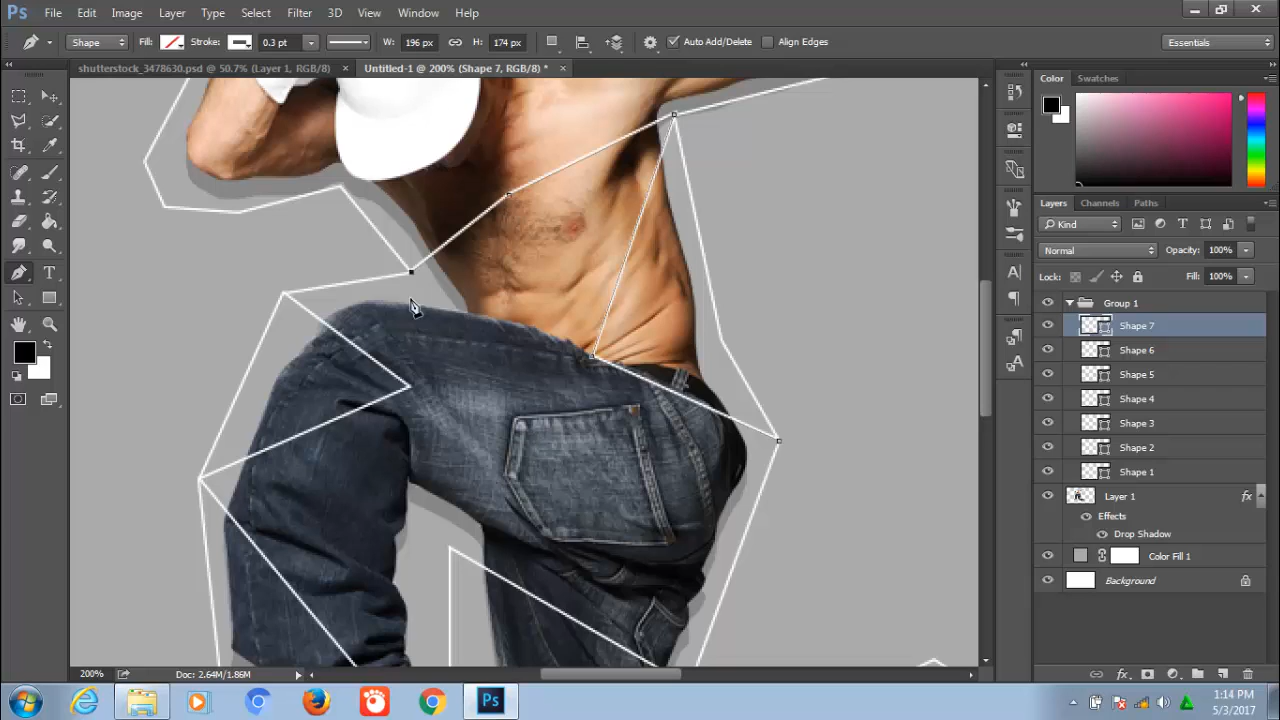 Ps File Edit Image Layer Type Select Filter 3D View Window Help
Shape Fill: Stroke: 0.3 pt W: 196 px H: 174 px Auto Add/Delete Align Edges Essentials
shutterstock_3478630.psd @ 50.7% (Layer 1, RGB/8) × Untitled-1 @ 200% (Shape 7, RGB/8) * ×
Color Swatches
Layers Channels Paths
Kind
Normal Opacity: 100%
Lock: Fill: 100%
Group 1
Shape 7
Shape 6
Shape 5
Shape 4
Shape 3
Shape 2
Shape 1
Layer 1 fx
Effects
Drop Shadow
Color Fill 1
Background
200% Doc: 2.64M/1.86M
Ps 1:14 PM
5/3/2017